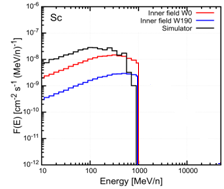 Sc
Inner field W0
Inner field W190
Simulator
F(E) [cm⁻² s⁻¹ (MeV/n)⁻¹]
10⁻⁶
10⁻⁷
10⁻⁸
10⁻⁹
10⁻¹⁰
10⁻¹¹
10⁻¹²
10
100
1000
10000
Energy [MeV/n]